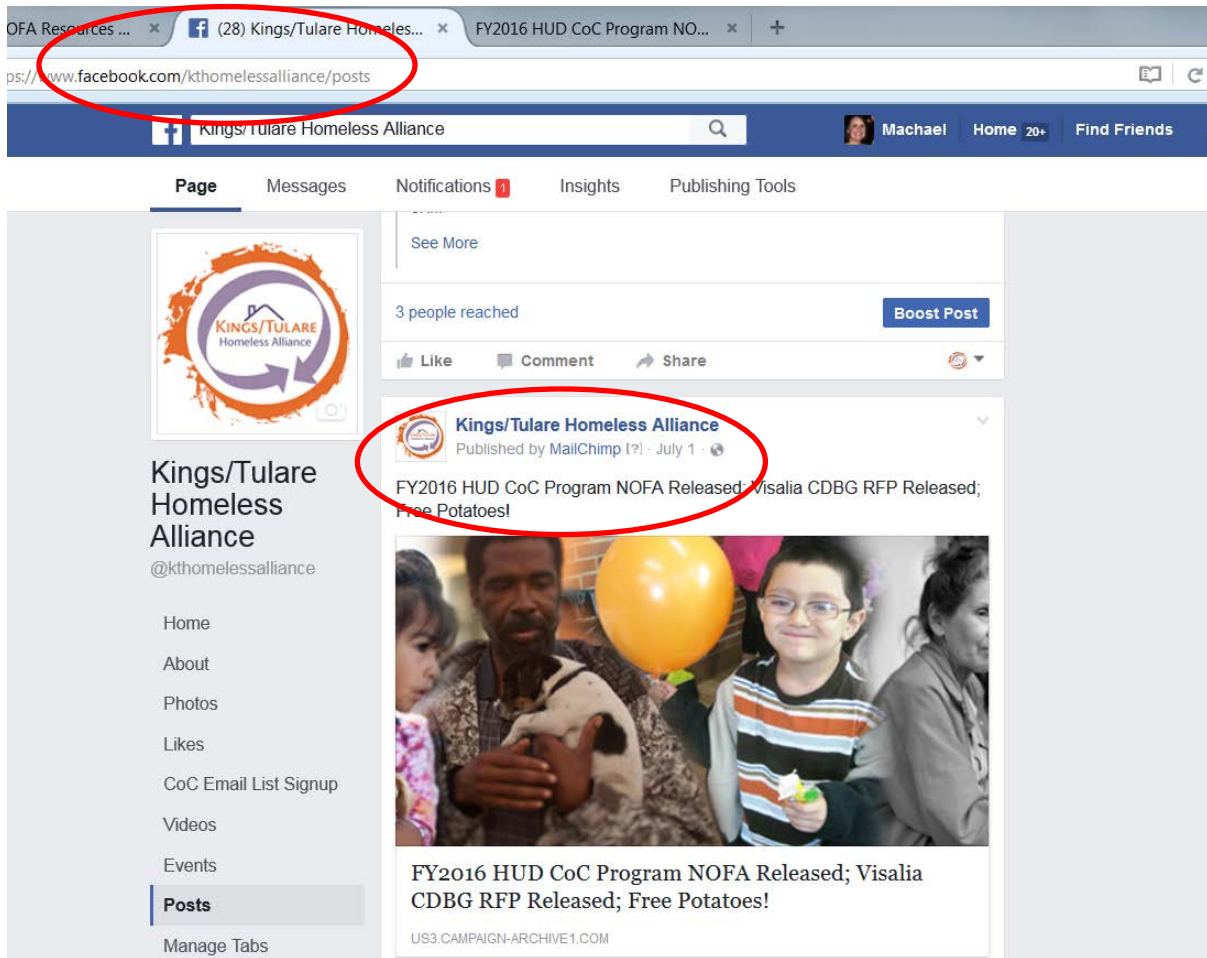 OFA Resources ... × (28) Kings/Tulare Homeles... × FY2016 HUD CoC Program NO... × +
ps://www.facebook.com/kthomelessalliance/posts
Kings/Tulare Homeless Alliance Machael Home 20+ Find Friends
Page Messages Notifications 1 Insights Publishing Tools
See More
3 people reached Boost Post
Like Comment Share
KINGS/TULARE
Homeless Alliance
Kings/Tulare Homeless Alliance
Published by MailChimp [?] · July 1 ·
FY2016 HUD CoC Program NOFA Released; Visalia CDBG RFP Released;
Free Potatoes!
Kings/Tulare
Homeless
Alliance
@kthomelessalliance
Home
About
Photos
Likes
CoC Email List Signup
Videos
Events
Posts
Manage Tabs
FY2016 HUD CoC Program NOFA Released; Visalia
CDBG RFP Released; Free Potatoes!
US3.CAMPAIGN-ARCHIVE1.COM